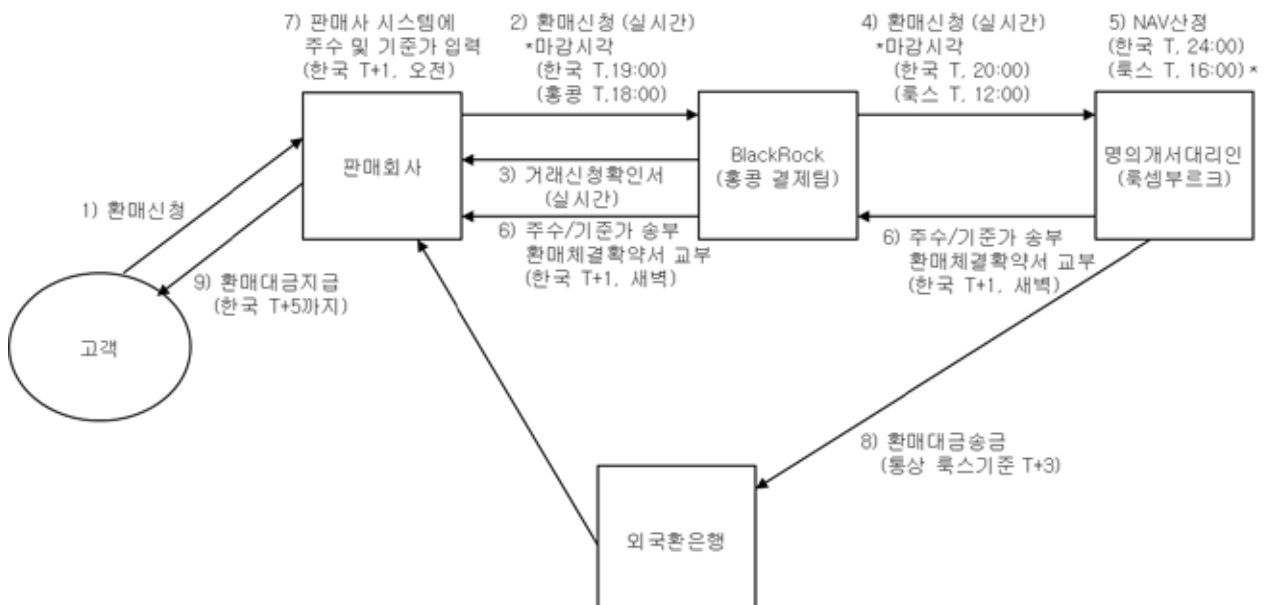 7) 판매사 시스템에
주수 및 기준가 입력
(한국 T+1, 오전)
2) 환매신청 (실시간)
*마감시각
(한국 T,19:00)
(홍콩 T,18:00)
4) 환매신청 (실시간)
*마감시각
(한국 T, 20:00)
(룩스 T, 12:00)
5) NAV산정
(한국 T, 24:00)
(룩스 T, 16:00)*
판매회사
BlackRock
(홍콩 결제팀)
명의개서대리인
(룩셈부르크)
3) 거래신청확인서
(실시간)
1) 환매신청
6) 주수/기준가 송부
환매체결확약서 교부
(한국 T+1, 새벽)
6) 주수/기준가 송부
환매체결확약서 교부
(한국 T+1, 새벽)
9) 환매대금지급
(한국 T+5까지)
고객
8) 환매대금송금
(통상 룩스기준 T+3)
외국환은행